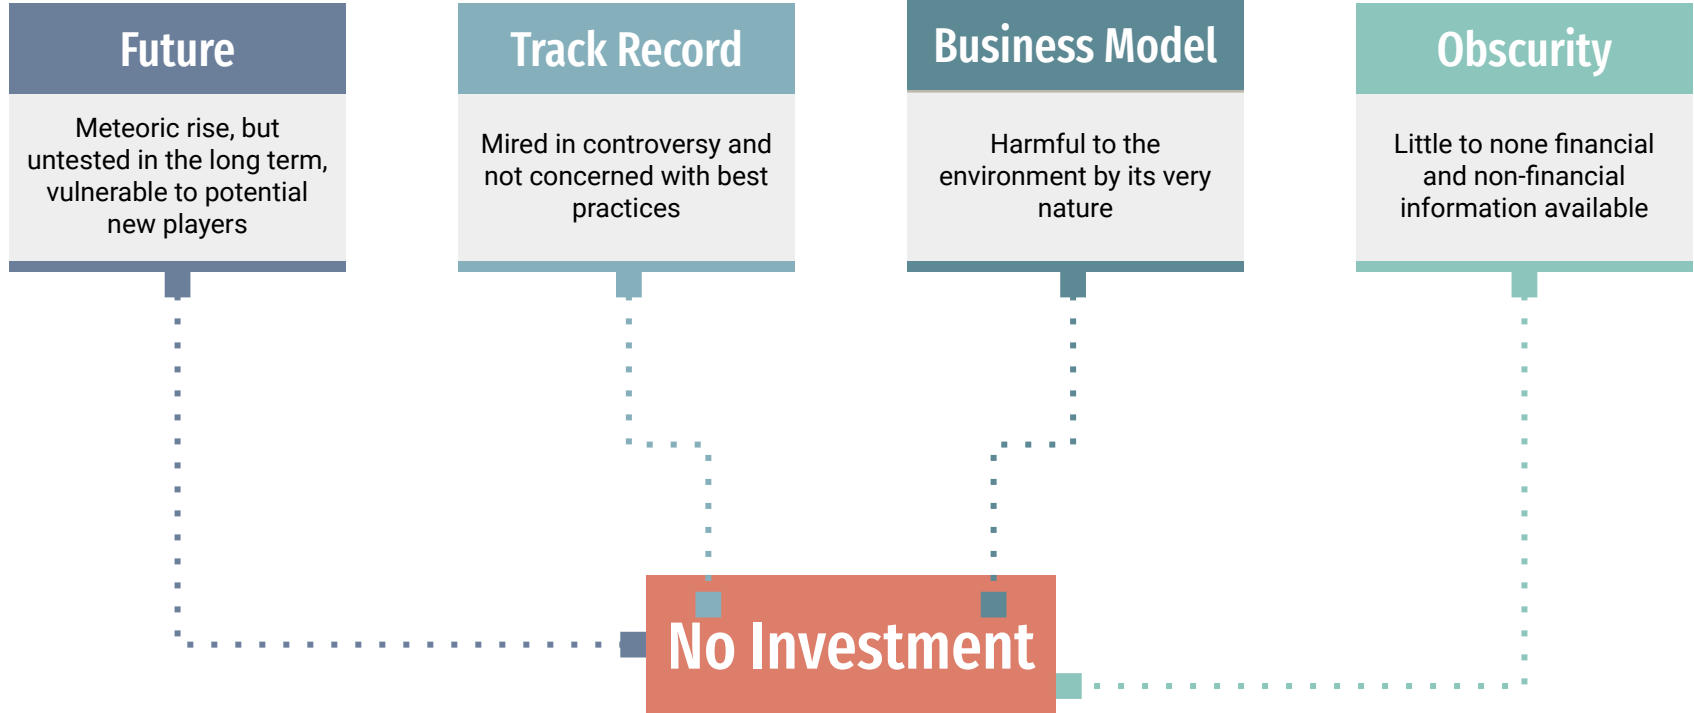 Future
Meteoric rise, but
untested in the long term,
vulnerable to potential
new players
Track Record
Mired in controversy and
not concerned with best
practices
Business Model
Harmful to the
environment by its very
nature
Obscurity
Little to none financial
and non-financial
information available
No Investment